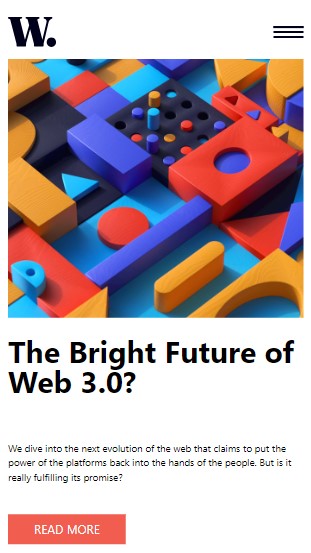 W.
The Bright Future of
Web 3.0?
We dive into the next evolution of the web that claims to put the
power of the platforms back into the hands of the people. But is it
really fulfilling its promise?
READ MORE